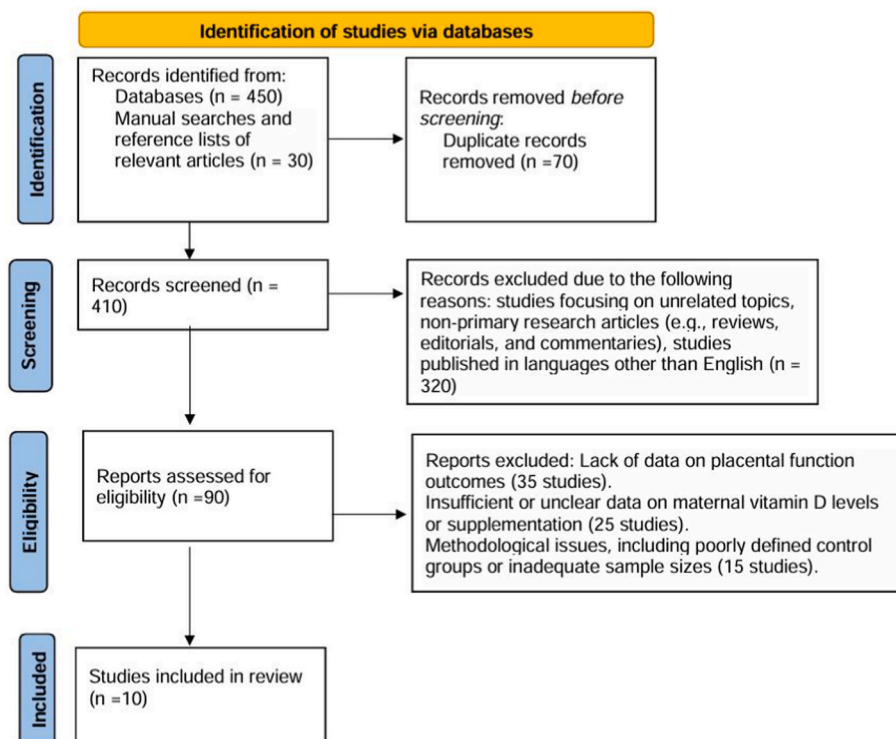 Identification of studies via databases
Identification
Records identified from:
Databases (n = 450)
Manual searches and
reference lists of
relevant articles (n = 30)
Records removed before
screening:
Duplicate records
removed (n =70)
Screening
Records screened (n =
410)
Records excluded due to the following
reasons: studies focusing on unrelated topics,
non-primary research articles (e.g., reviews,
editorials, and commentaries), studies
published in languages other than English (n =
320)
Eligibility
Reports assessed for
eligibility (n =90)
Reports excluded: Lack of data on placental function
outcomes (35 studies).
Insufficient or unclear data on maternal vitamin D levels
or supplementation (25 studies).
Methodological issues, including poorly defined control
groups or inadequate sample sizes (15 studies).
Included
Studies included in review
(n =10)